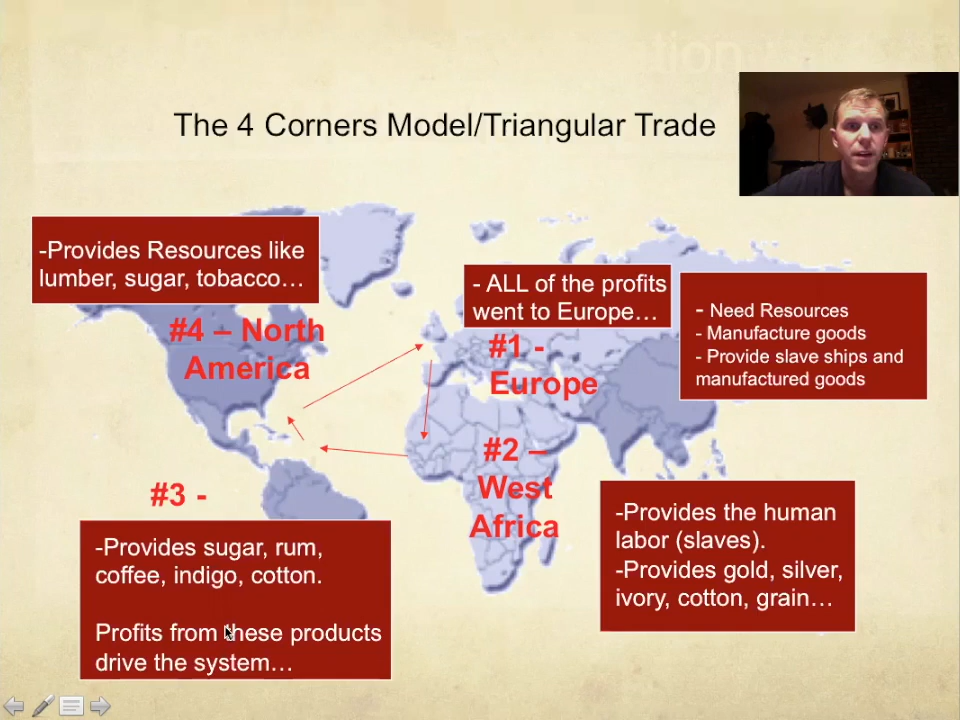 The 4 Corners Model/Triangular Trade
-Provides Resources like
lumber, sugar, tobacco…
#4 – North
America
- ALL of the profits
went to Europe…
#1 -
Europe
- Need Resources
- Manufacture goods
- Provide slave ships and
manufactured goods
#2 –
West
Africa
-Provides the human
labor (slaves).
-Provides gold, silver,
ivory, cotton, grain…
#3 -
-Provides sugar, rum,
coffee, indigo, cotton.
Profits from these products
drive the system…